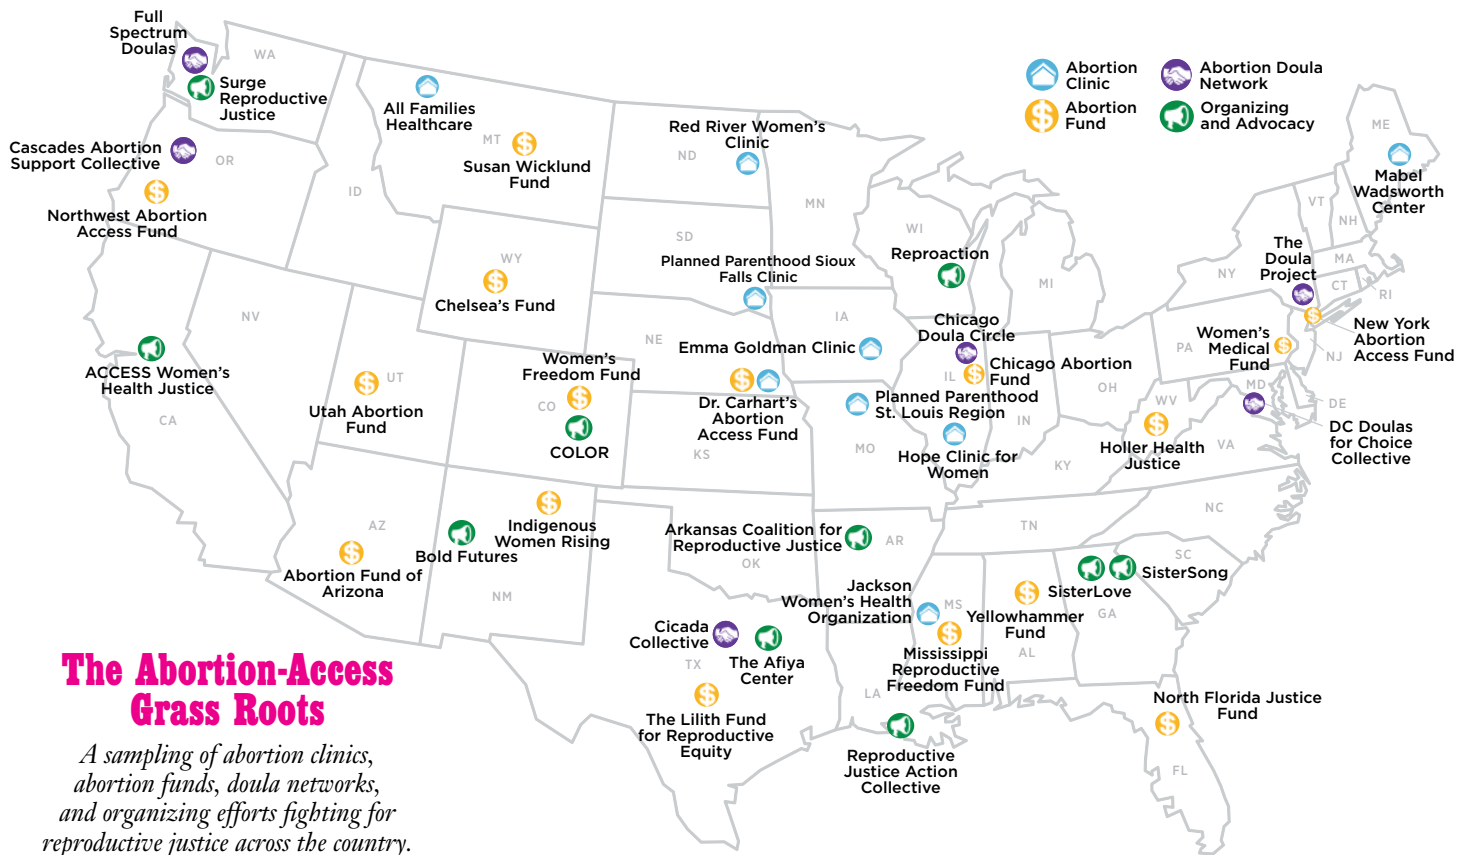 Full
Spectrum
Doulas
WA
Surge
Reproductive
Justice
Cascades Abortion
Support Collective
OR
Northwest Abortion
Access Fund
ID
All Families
Healthcare
MT
Susan Wicklund
Fund
Red River Women's
Clinic
ND
MN
Abortion
Clinic
Abortion Doula
Network
Abortion
Fund
Organizing
and Advocacy
ME
Mabel
Wadsworth
Center
VT
NH
WY
Chelsea's Fund
SD
Planned Parenthood Sioux
Falls Clinic
WI
Reproaction
MI
The
Doula
Project
NY
MA
CT
RI
New York
Abortion
Access Fund
NV
ACCESS Women's
Health Justice
CA
UT
Utah Abortion
Fund
Women's
Freedom Fund
CO
COLOR
NE
IA
Emma Goldman Clinic
Dr. Carhart's
Abortion
Access Fund
KS
Chicago
Doula Circle
IL
Chicago Abortion
Fund
Planned Parenthood
St. Louis Region
MO
Hope Clinic for
Women
IN
OH
KY
PA
Women's
Medical
Fund
NJ
MD
DE
WV
Holler Health
Justice
VA
DC Doulas
for Choice
Collective
AZ
Abortion Fund of
Arizona
Bold Futures
Indigenous
Women Rising
NM
Arkansas Coalition for
Reproductive Justice
AR
OK
TN
NC
SC
SisterSong
SisterLove
GA
Jackson
Women's Health
Organization
MS
Yellowhammer
Fund
AL
Mississippi
Reproductive
Freedom Fund
Cicada
Collective
TX
The Afiya
Center
The Lilith Fund
for Reproductive
Equity
LA
Reproductive
Justice Action
Collective
North Florida Justice
Fund
FL
The Abortion-Access
Grass Roots
A sampling of abortion clinics,
abortion funds, doula networks,
and organizing efforts fighting for
reproductive justice across the country.